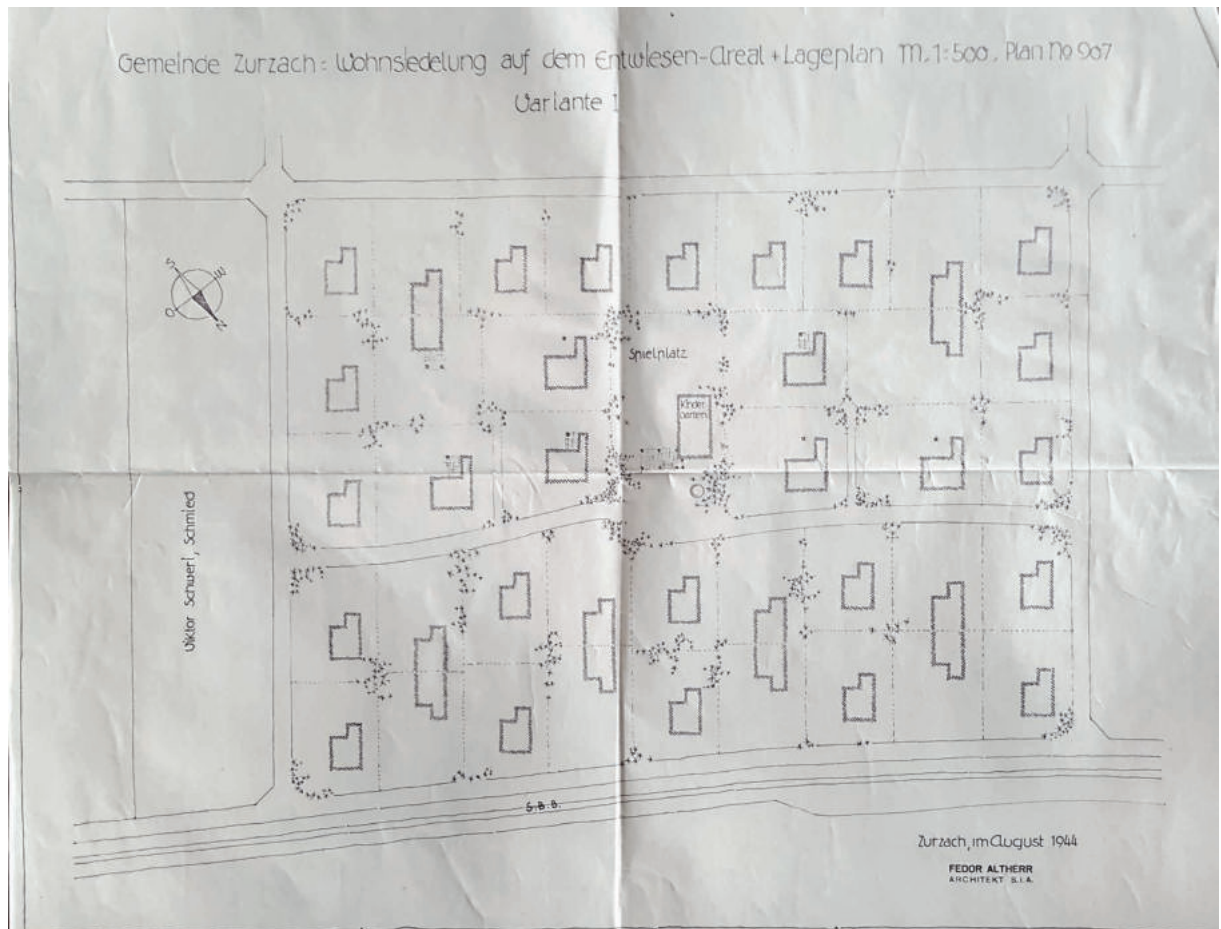 Gemeinde Zurzach: Wohnsiedelung auf dem Entwiesen-Areal + Lageplan M. 1:500. Plan No 907
Variante 1
S
W
O
N
Spielplatz
Kinder
garten
Viktor Schwerl, Schmied
S.B.B.
Zurzach, im August 1944
FEDOR ALTHERR
ARCHITEKT S.I.A.